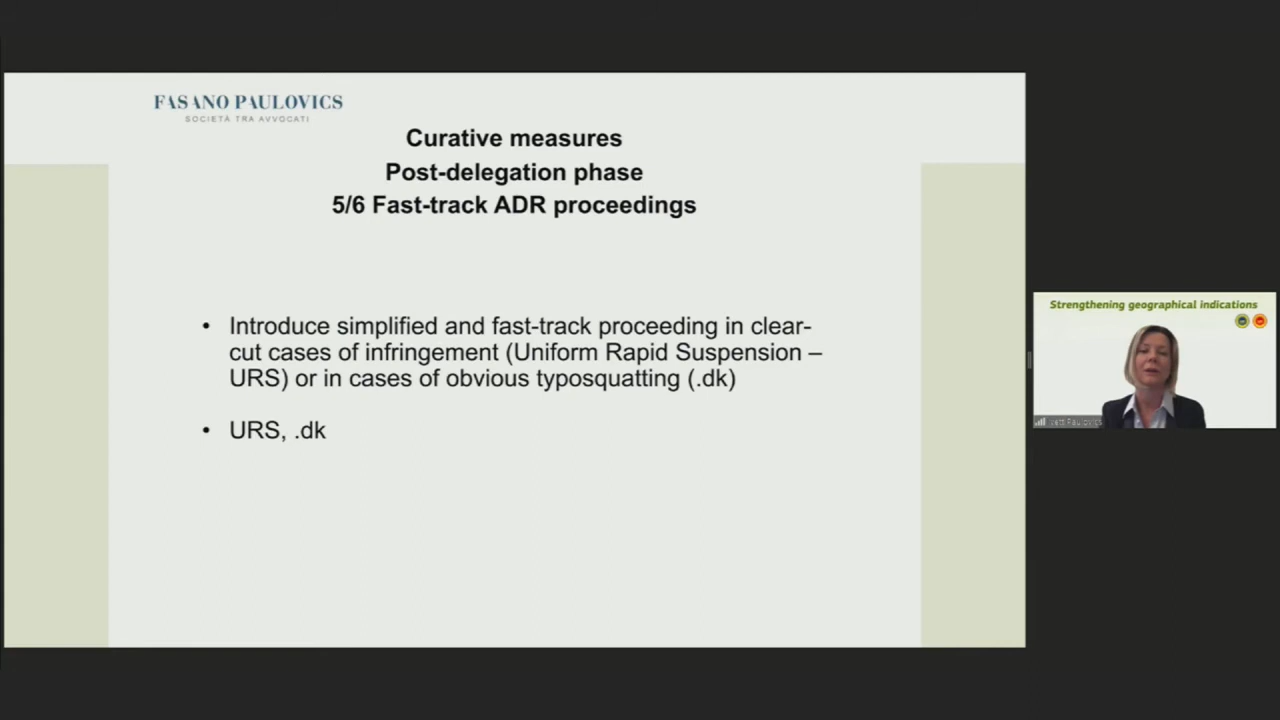 FASANO PAULOVICS
SOCIETÀ TRA AVVOCATI
Curative measures
Post-delegation phase
5/6 Fast-track ADR proceedings
• Introduce simplified and fast-track proceeding in clear-
cut cases of infringement (Uniform Rapid Suspension –
URS) or in cases of obvious typosquatting (.dk)
• URS, .dk
Strengthening geographical indications
Paulovics